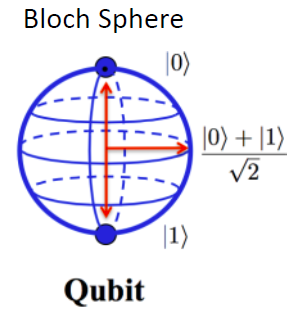 Bloch Sphere
|0⟩
|0⟩ + |1⟩
√2
|1⟩
Qubit